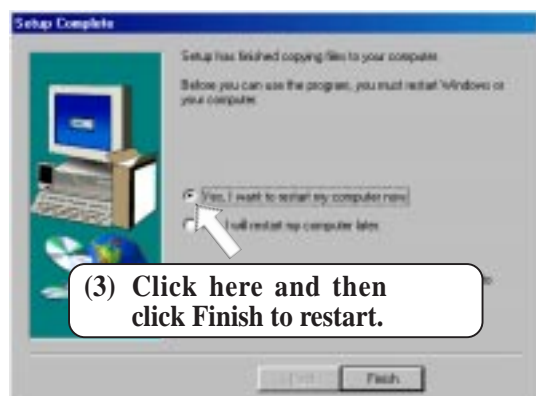 Setup Complete
Setup has finished copying files to your computer.
Before you can use the program, you must restart Windows or
your computer.
Yes, I want to restart my computer now.
I will restart my computer later.
(3) Click here and then
click Finish to restart.
Finish